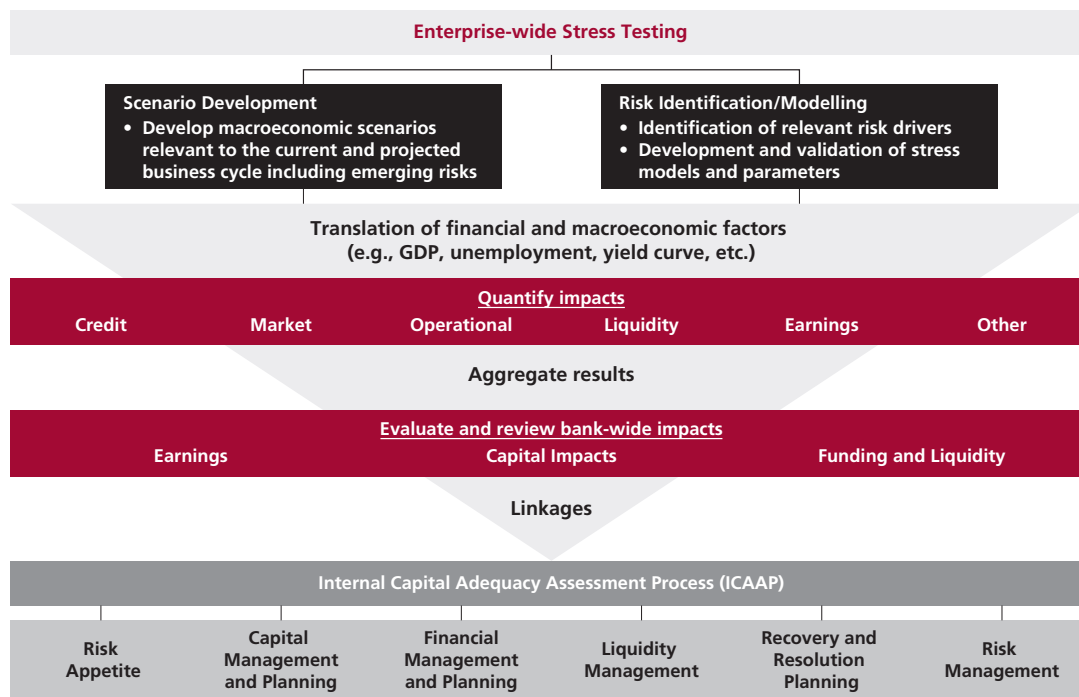 Enterprise-wide Stress Testing
Scenario Development
• Develop macroeconomic scenarios
relevant to the current and projected
business cycle including emerging risks
Risk Identification/Modelling
• Identification of relevant risk drivers
• Development and validation of stress
models and parameters
Translation of financial and macroeconomic factors
(e.g., GDP, unemployment, yield curve, etc.)
Quantify impacts
Credit Market Operational Liquidity Earnings Other
Aggregate results
Evaluate and review bank-wide impacts
Earnings Capital Impacts Funding and Liquidity
Linkages
Internal Capital Adequacy Assessment Process (ICAAP)
Risk
Appetite
Capital
Management
and Planning
Financial
Management
and Planning
Liquidity
Management
Recovery and
Resolution
Planning
Risk
Management